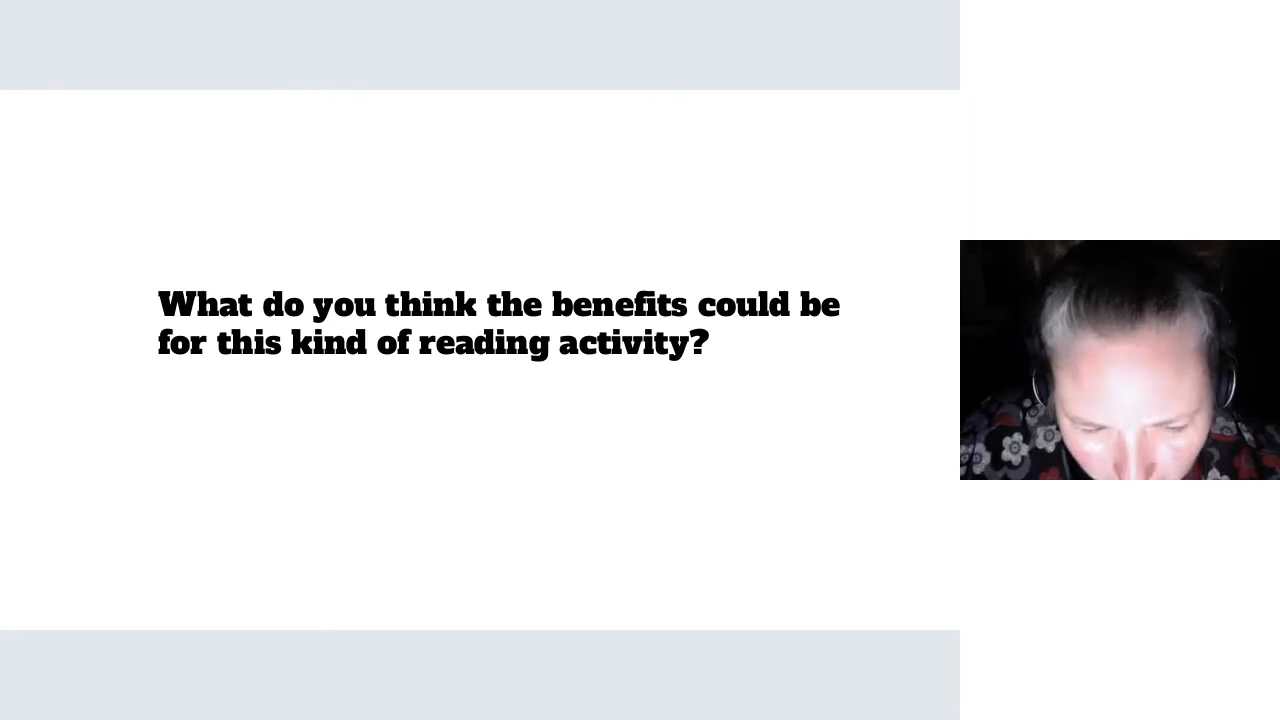 What do you think the benefits could be
for this kind of reading activity?